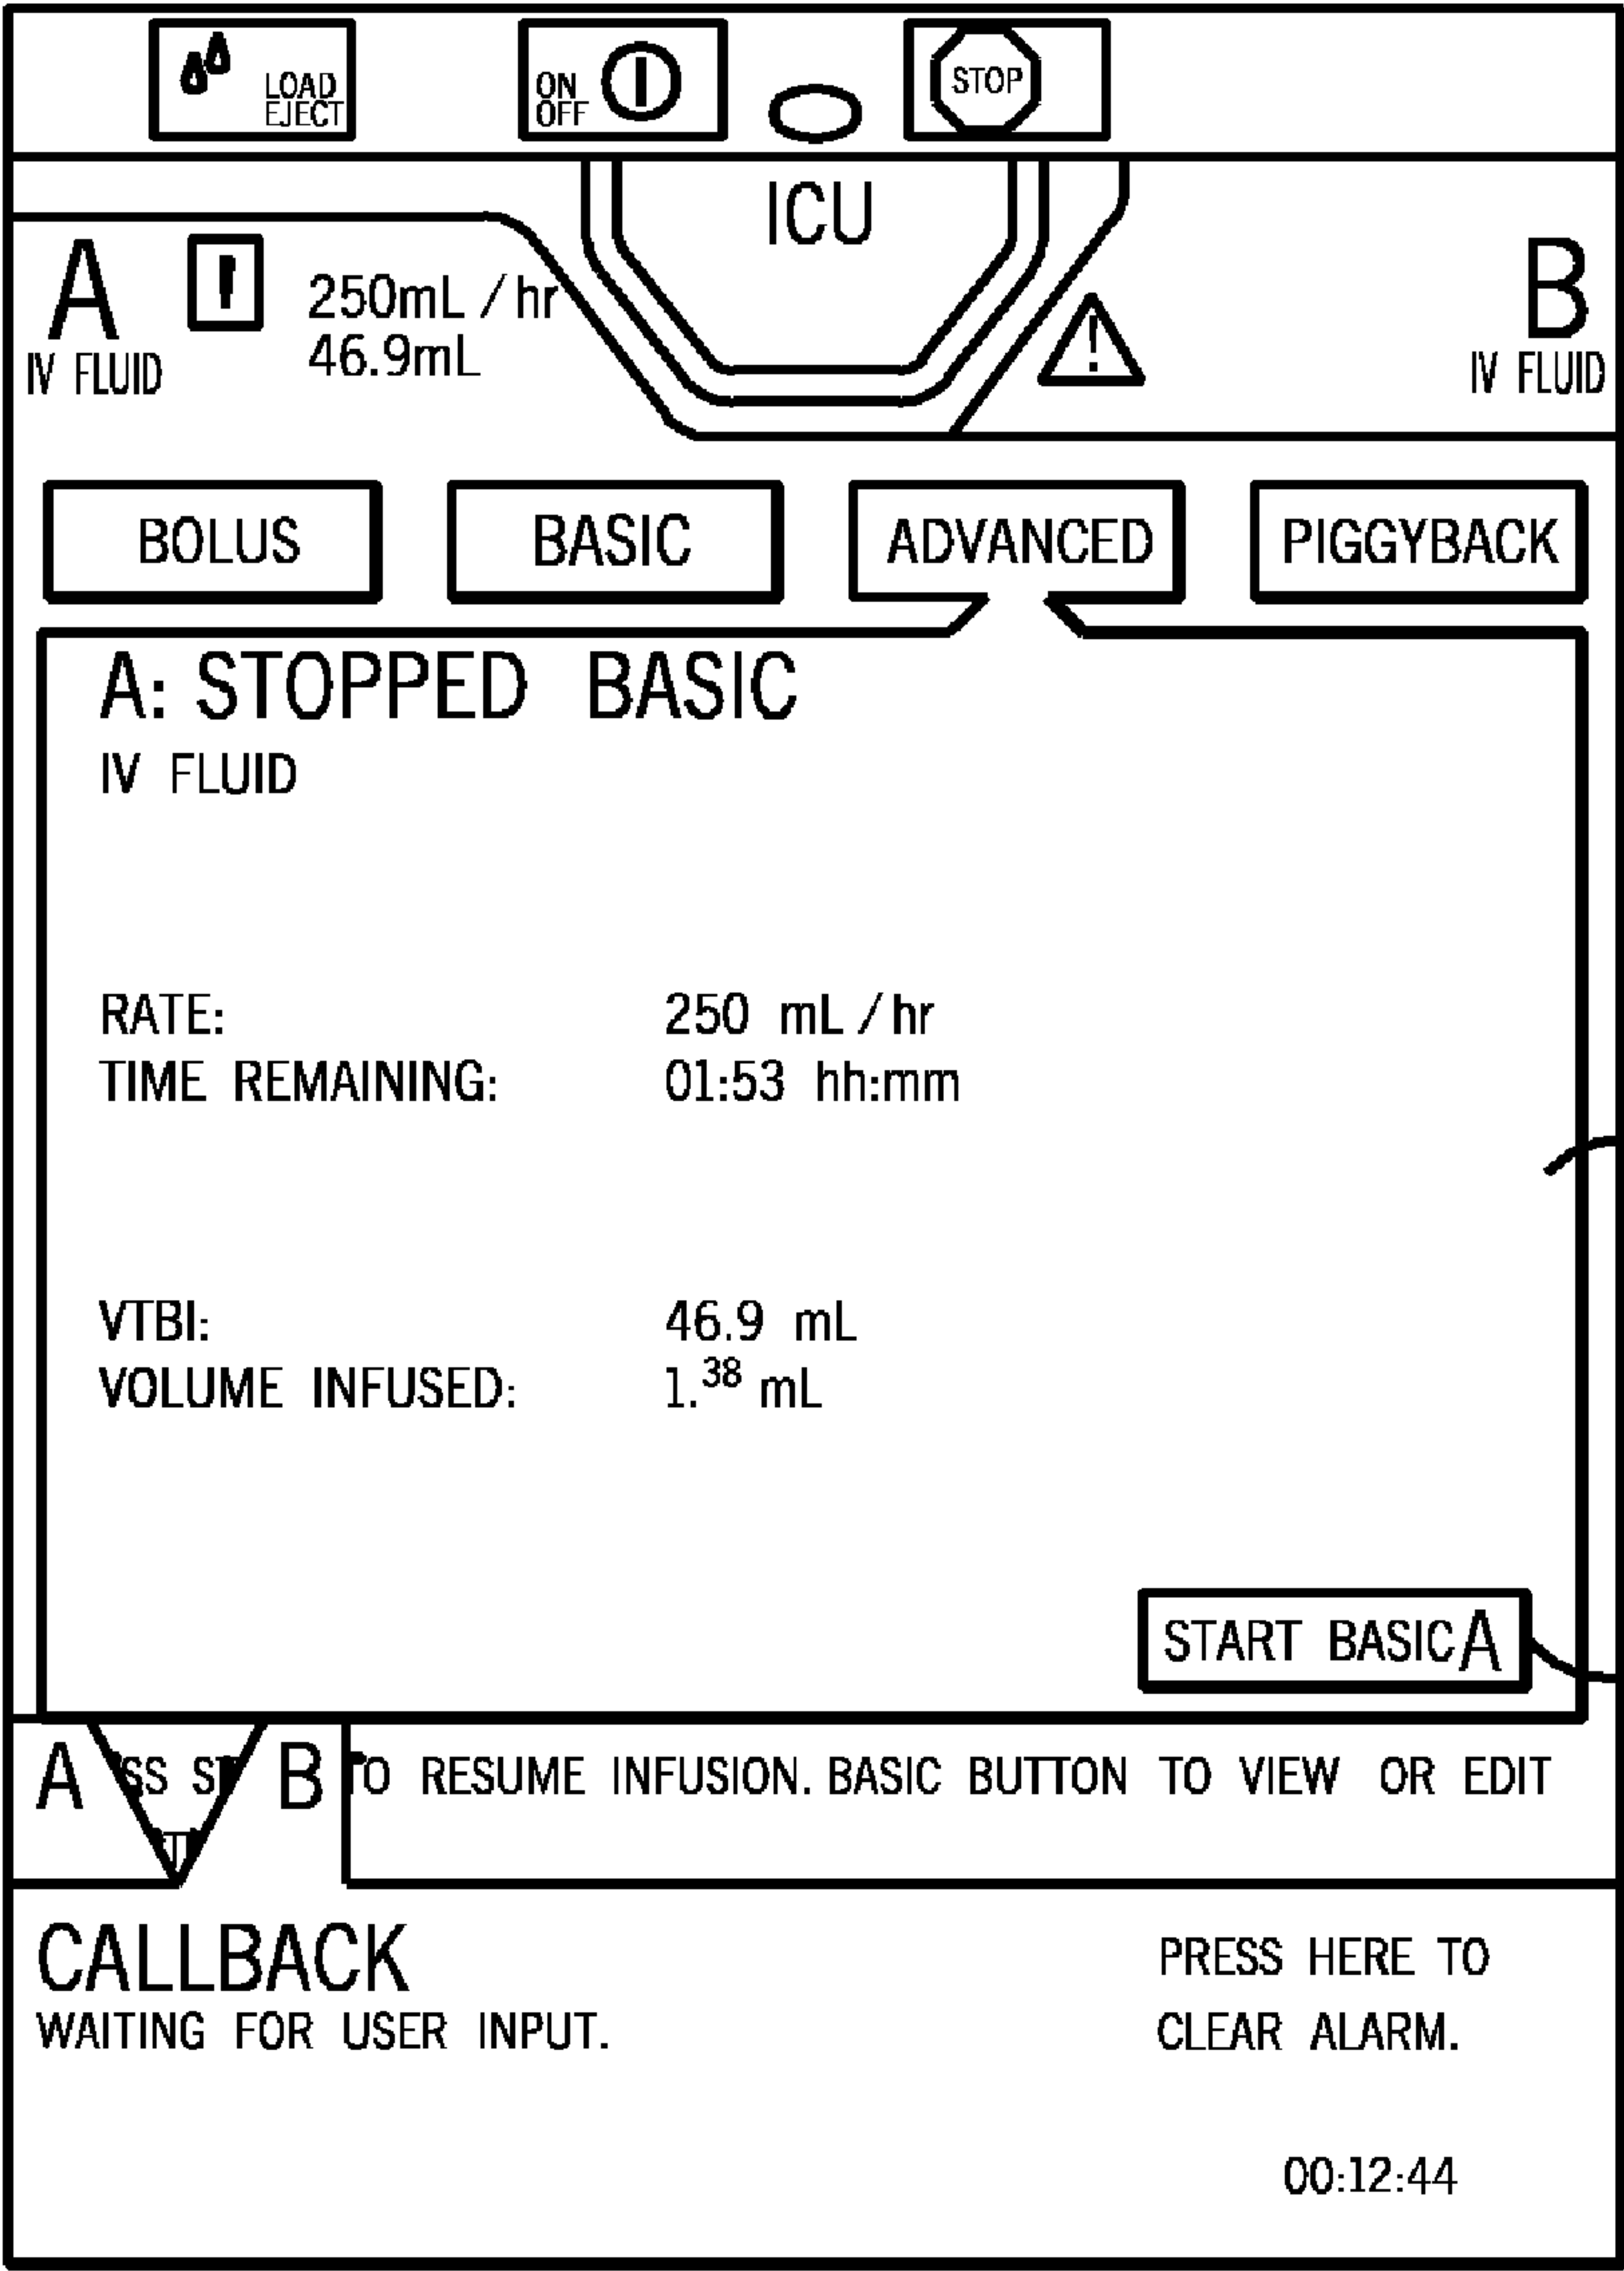 LOAD
EJECT
ON
OFF
STOP
ICU
A
!
250mL/hr
46.9mL
IV FLUID
!
B
IV FLUID
BOLUS
BASIC
ADVANCED
PIGGYBACK
A: STOPPED BASIC
IV FLUID
RATE: 250 mL/hr
TIME REMAINING: 01:53 hh:mm
VTBI: 46.9 mL
VOLUME INFUSED: 1.38 mL
START BASIC A
A SS ST B TO RESUME INFUSION. BASIC BUTTON TO VIEW OR EDIT
CALLBACK
WAITING FOR USER INPUT.
PRESS HERE TO
CLEAR ALARM.
00:12:44